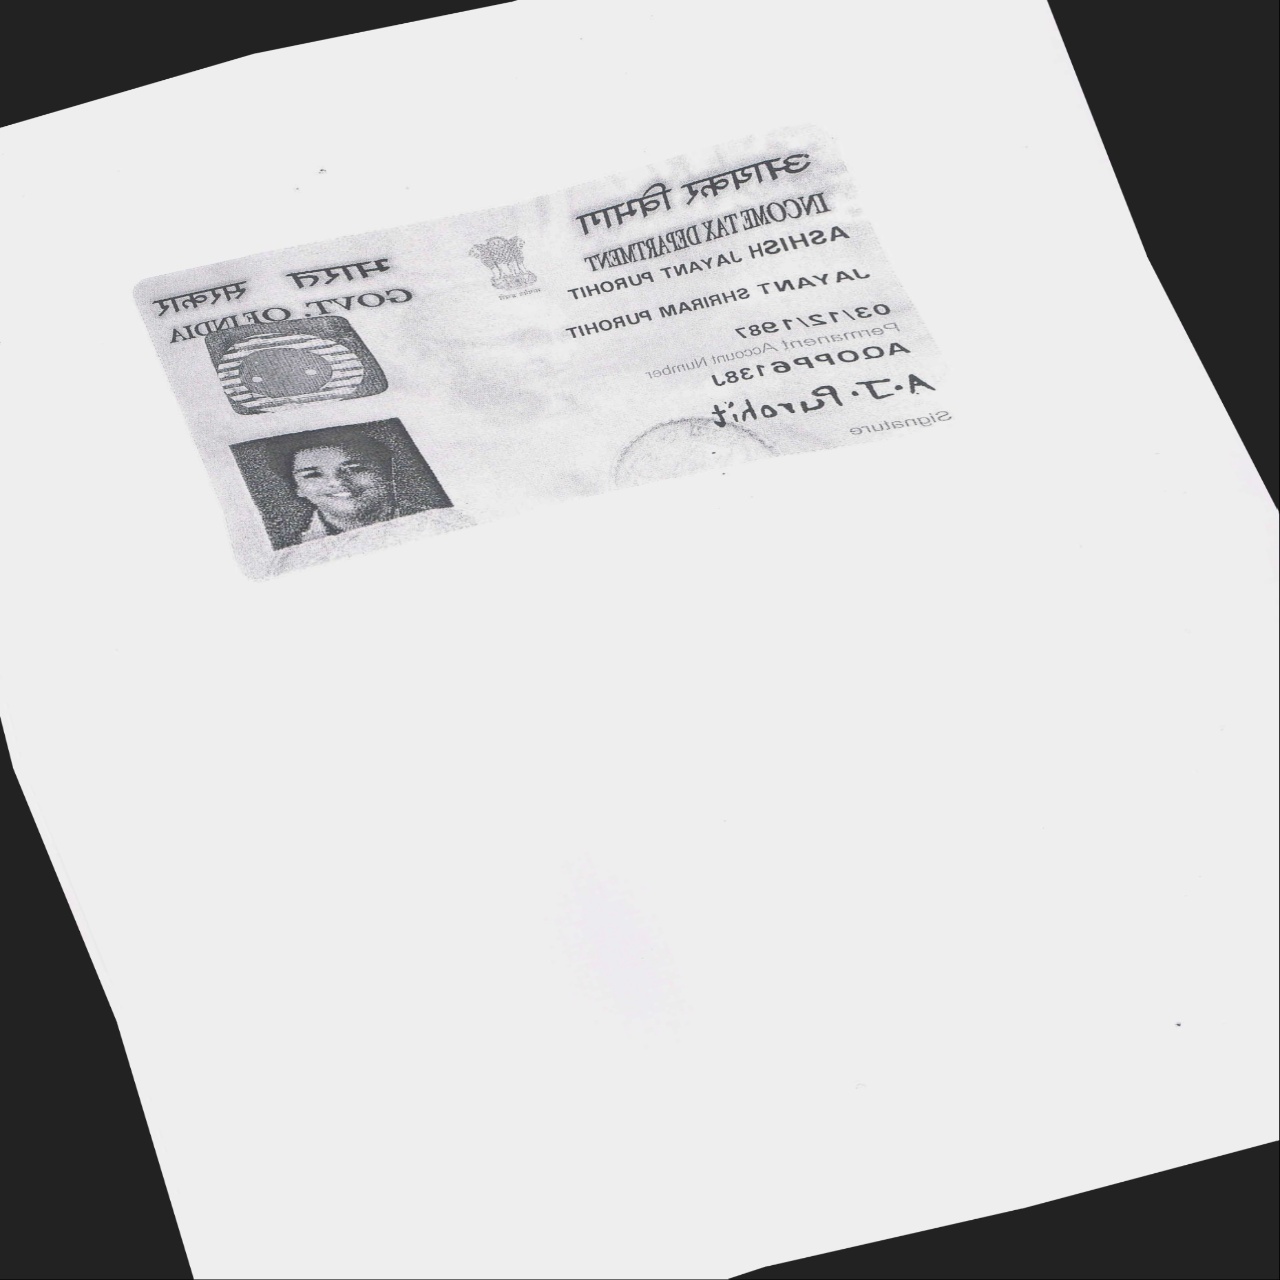 आयकर विभाग
INCOME TAX DEPARTMENT
भारत सरकार
GOVT. OF INDIA
ASHISH JAYANT PUROHIT
JAYANT SHRIRAM PUROHIT
03/12/1987
Permanent Account Number
AQOPP6138J
A.J.Purohit
Signature